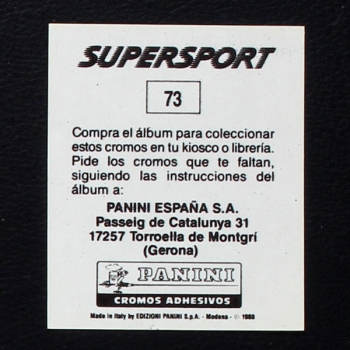 SUPERSPORT
73
Compra el álbum para coleccionar
estos cromos en tu kiosco o librería.
Pide los cromos que te faltan,
siguiendo las instrucciones del
álbum a:
PANINI ESPAÑA S.A.
Passeig de Catalunya 31
17257 Torroella de Montgrí
(Gerona)
PANINI
CROMOS ADHESIVOS
Made in Italy by EDIZIONI PANINI S.p.A. - Modena - © 1988